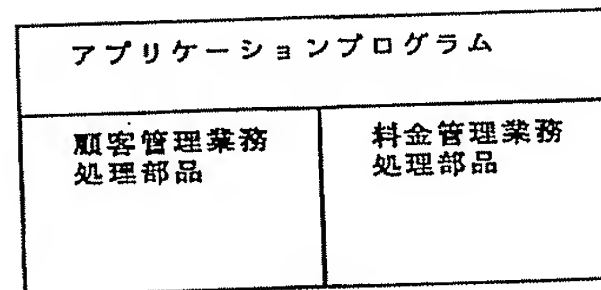 アプリケーションプログラム
顧客管理業務
処理部品
料金管理業務
処理部品